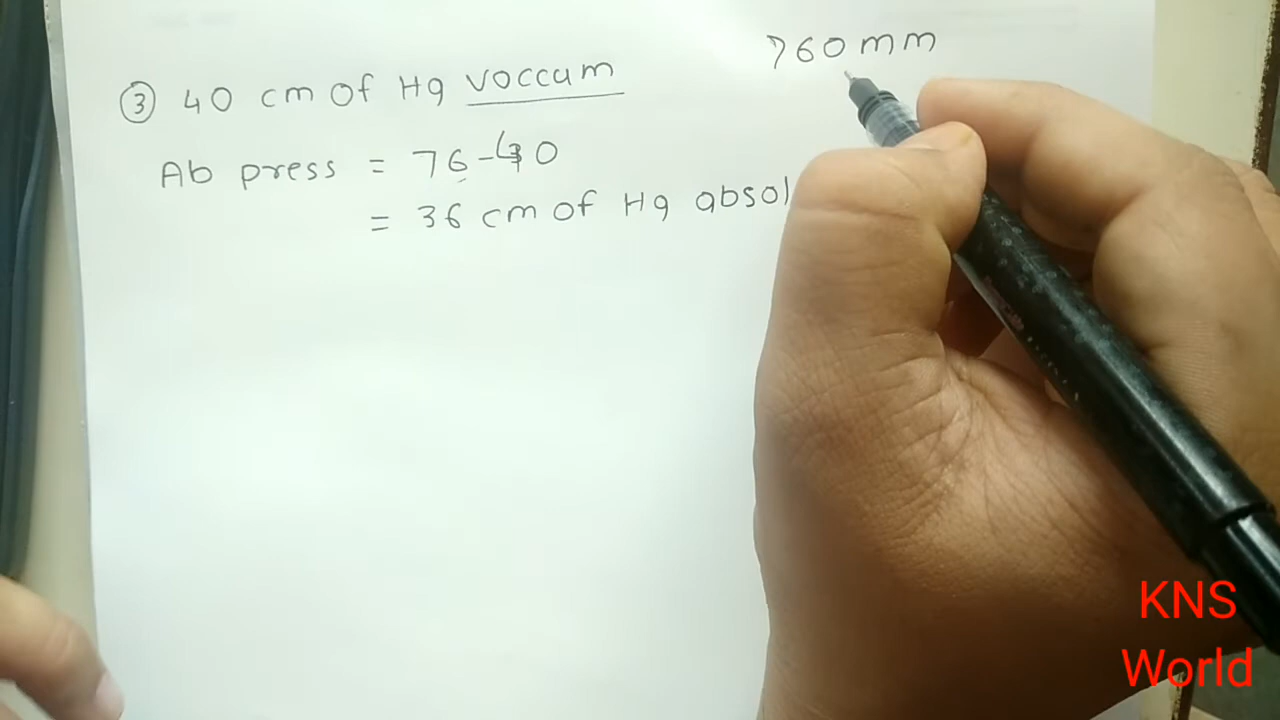 760 mm
③ 40 cm of Hg voccum
Ab press = 76-40
= 36 cm of Hg absol
KNS
World